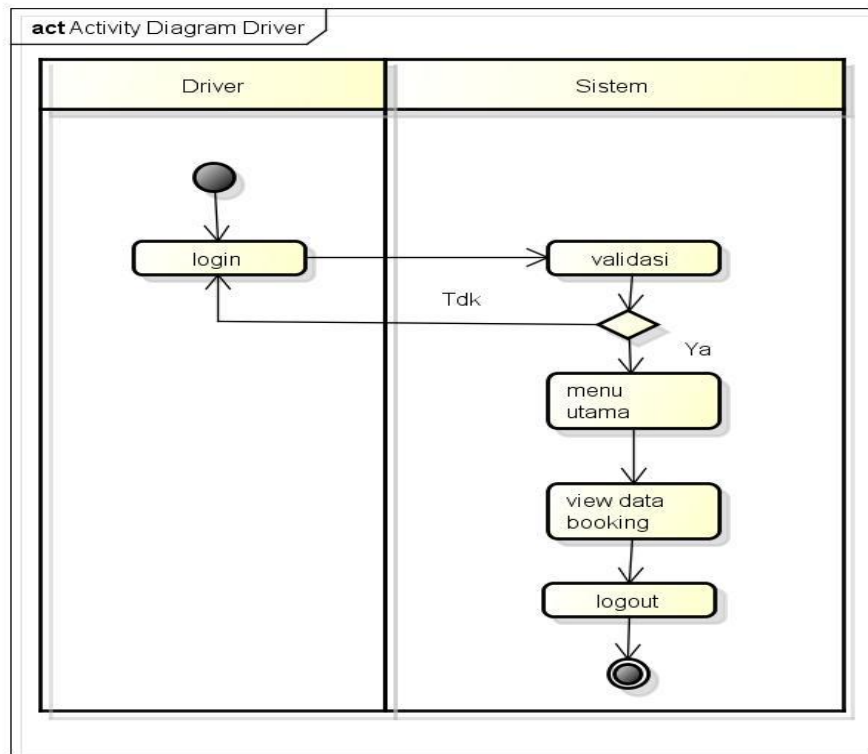 act Activity Diagram Driver
Driver
Sistem
login
validasi
Tdk
Ya
menu
utama
view data
booking
logout